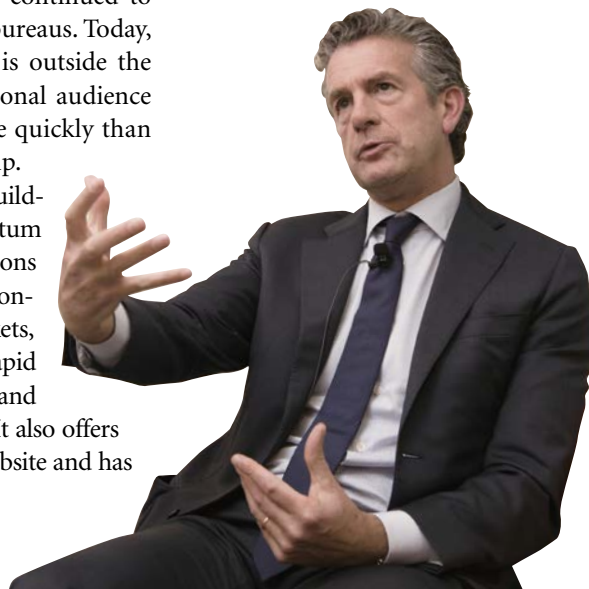 continued to
bureaus. Today,
is outside the
onal audience
e quickly than
p.
uild-
tum
ons
on-
ets,
apid
and
t also offers
bsite and has